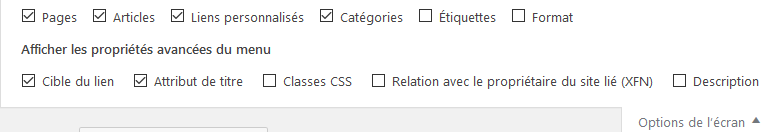 Pages Articles Liens personnalisés Catégories Étiquettes Format
Afficher les propriétés avancées du menu
Cible du lien Attribut de titre Classes CSS Relation avec le propriétaire du site lié (XFN) Description
Options de l’écran